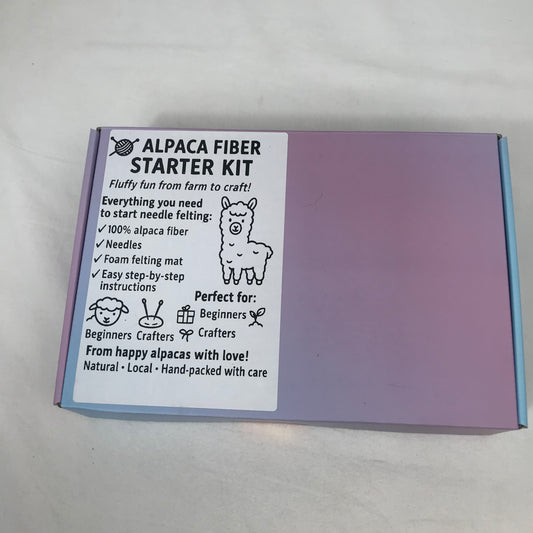 ALPACA FIBER
STARTER KIT
Fluffy fun from farm to craft!
Everything you need
to start needle felting:
✓ 100% alpaca fiber
✓ Needles
✓ Foam felting mat
✓ Easy step-by-step
instructions
Perfect for:
Beginners
Crafters
Beginners Crafters
From happy alpacas with love!
Natural • Local • Hand-packed with care